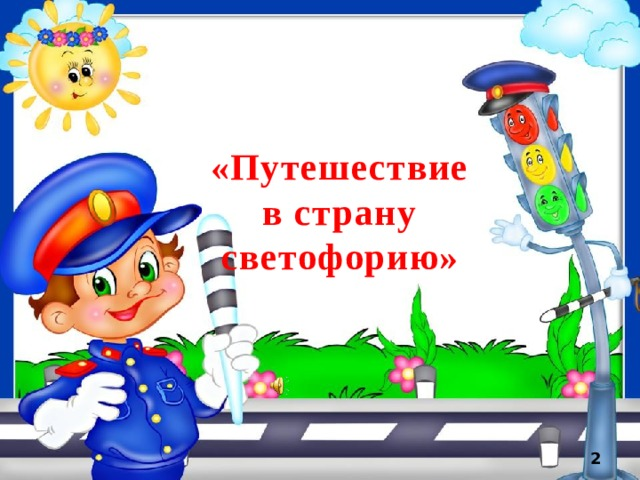 «Путешествие
в страну
светофорию»
2